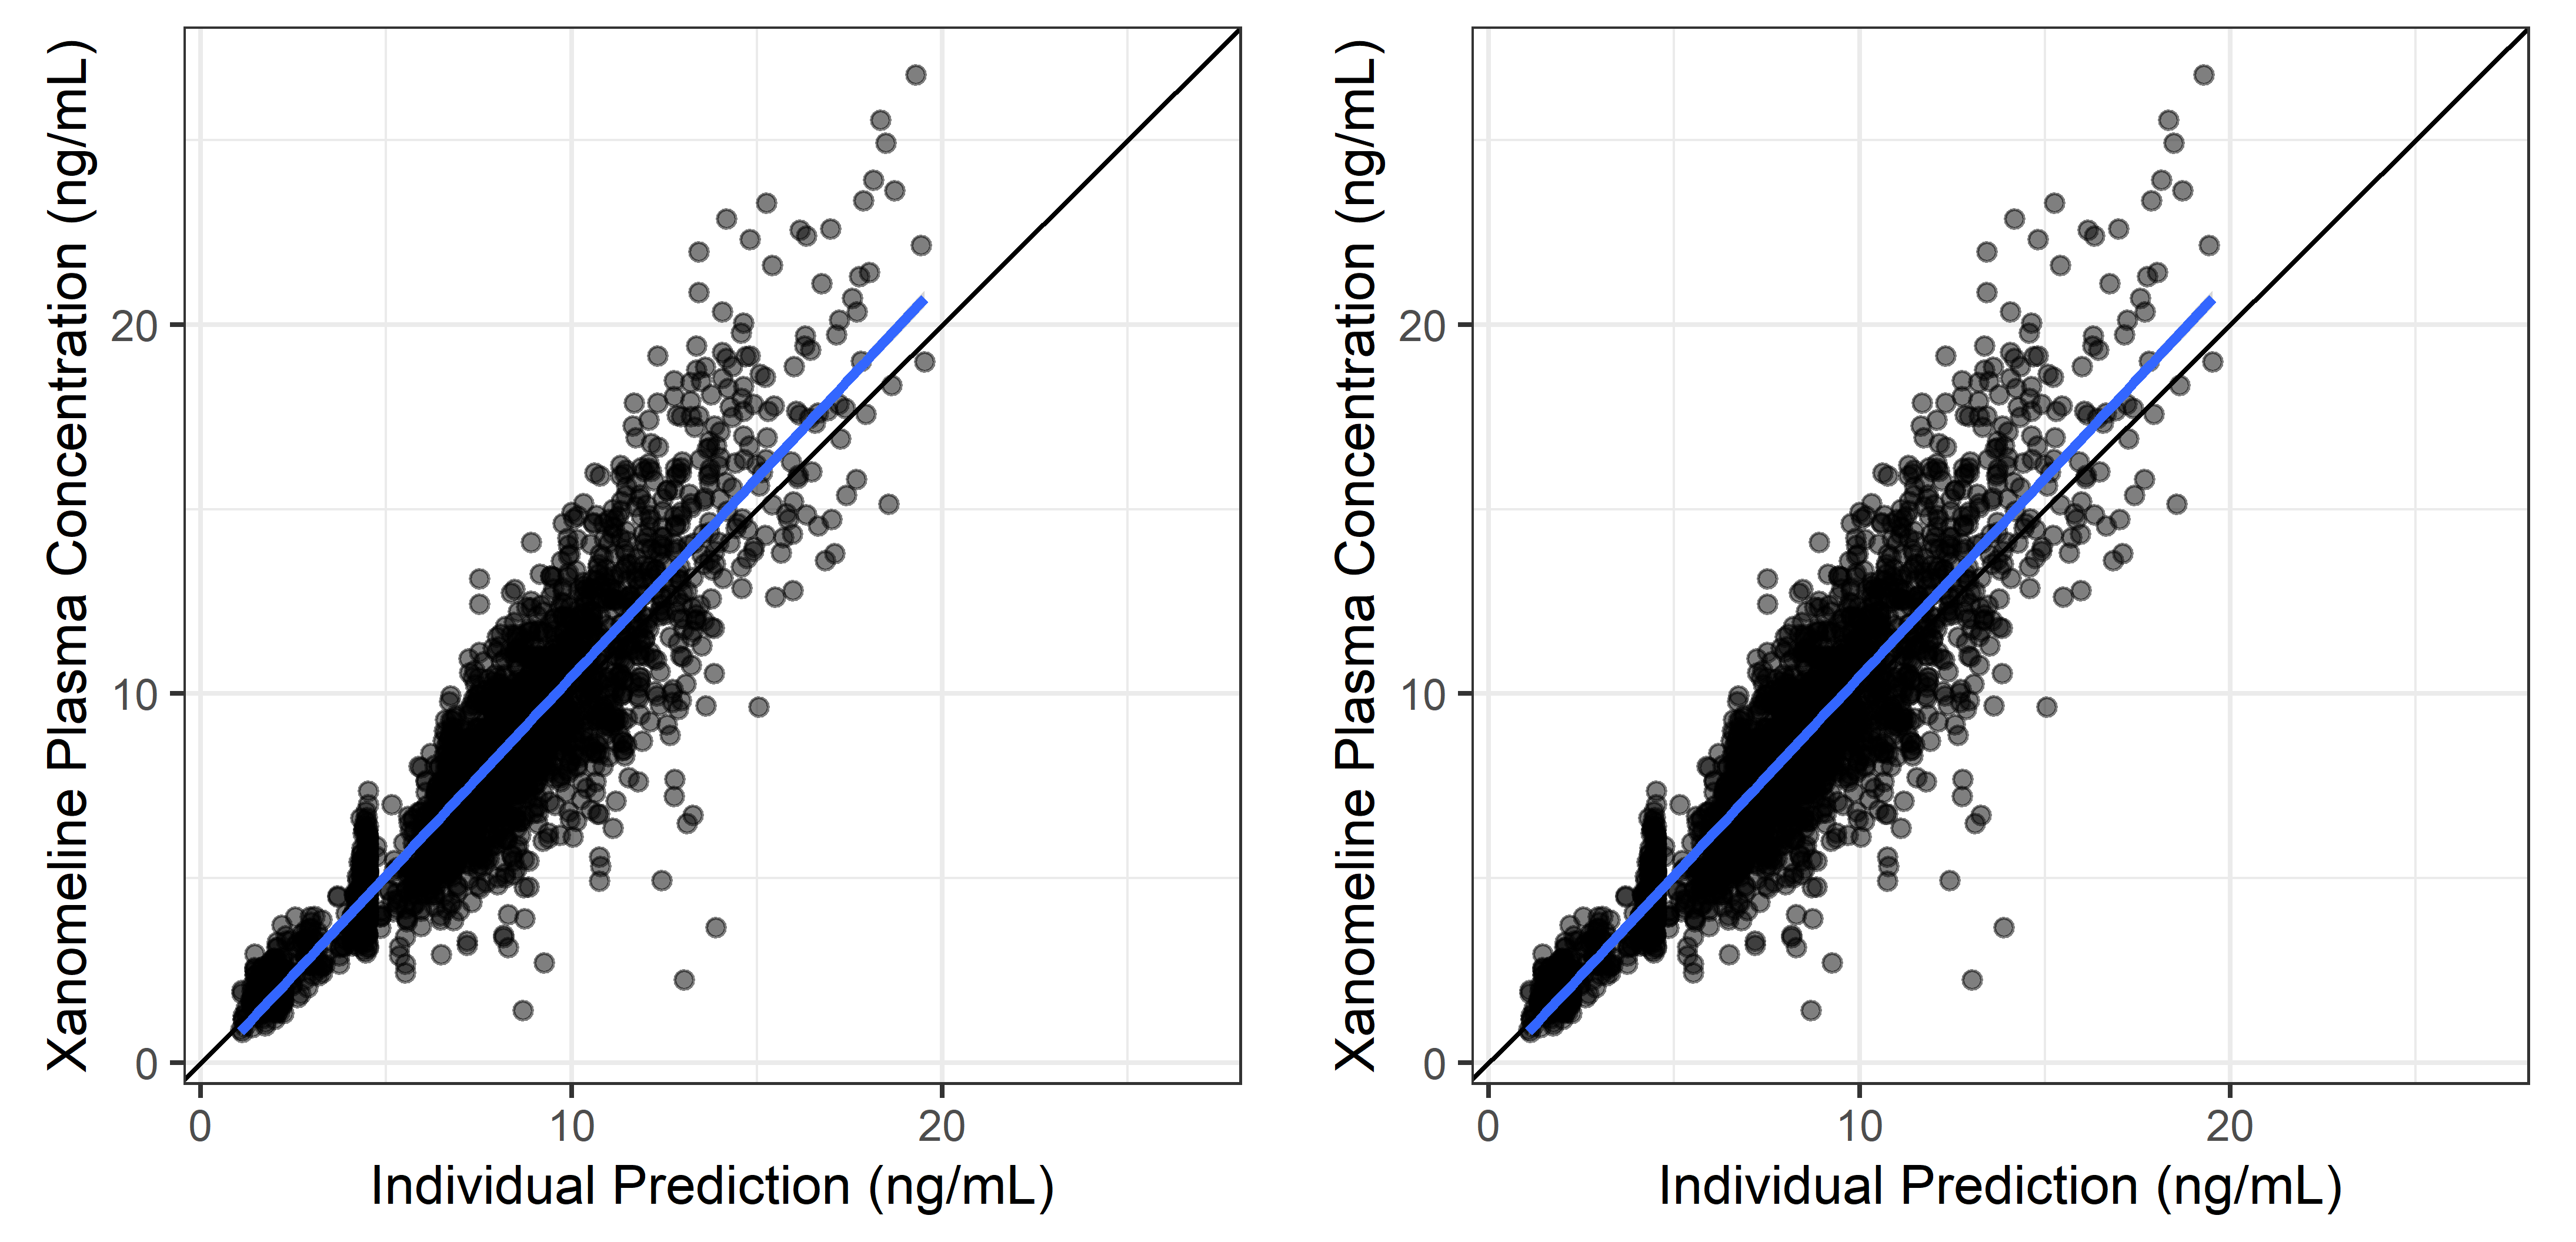 Xanomeline Plasma Concentration (ng/mL)
20
10
0
0 10 20
Individual Prediction (ng/mL)
Xanomeline Plasma Concentration (ng/mL)
20
10
0
0 10 20
Individual Prediction (ng/mL)